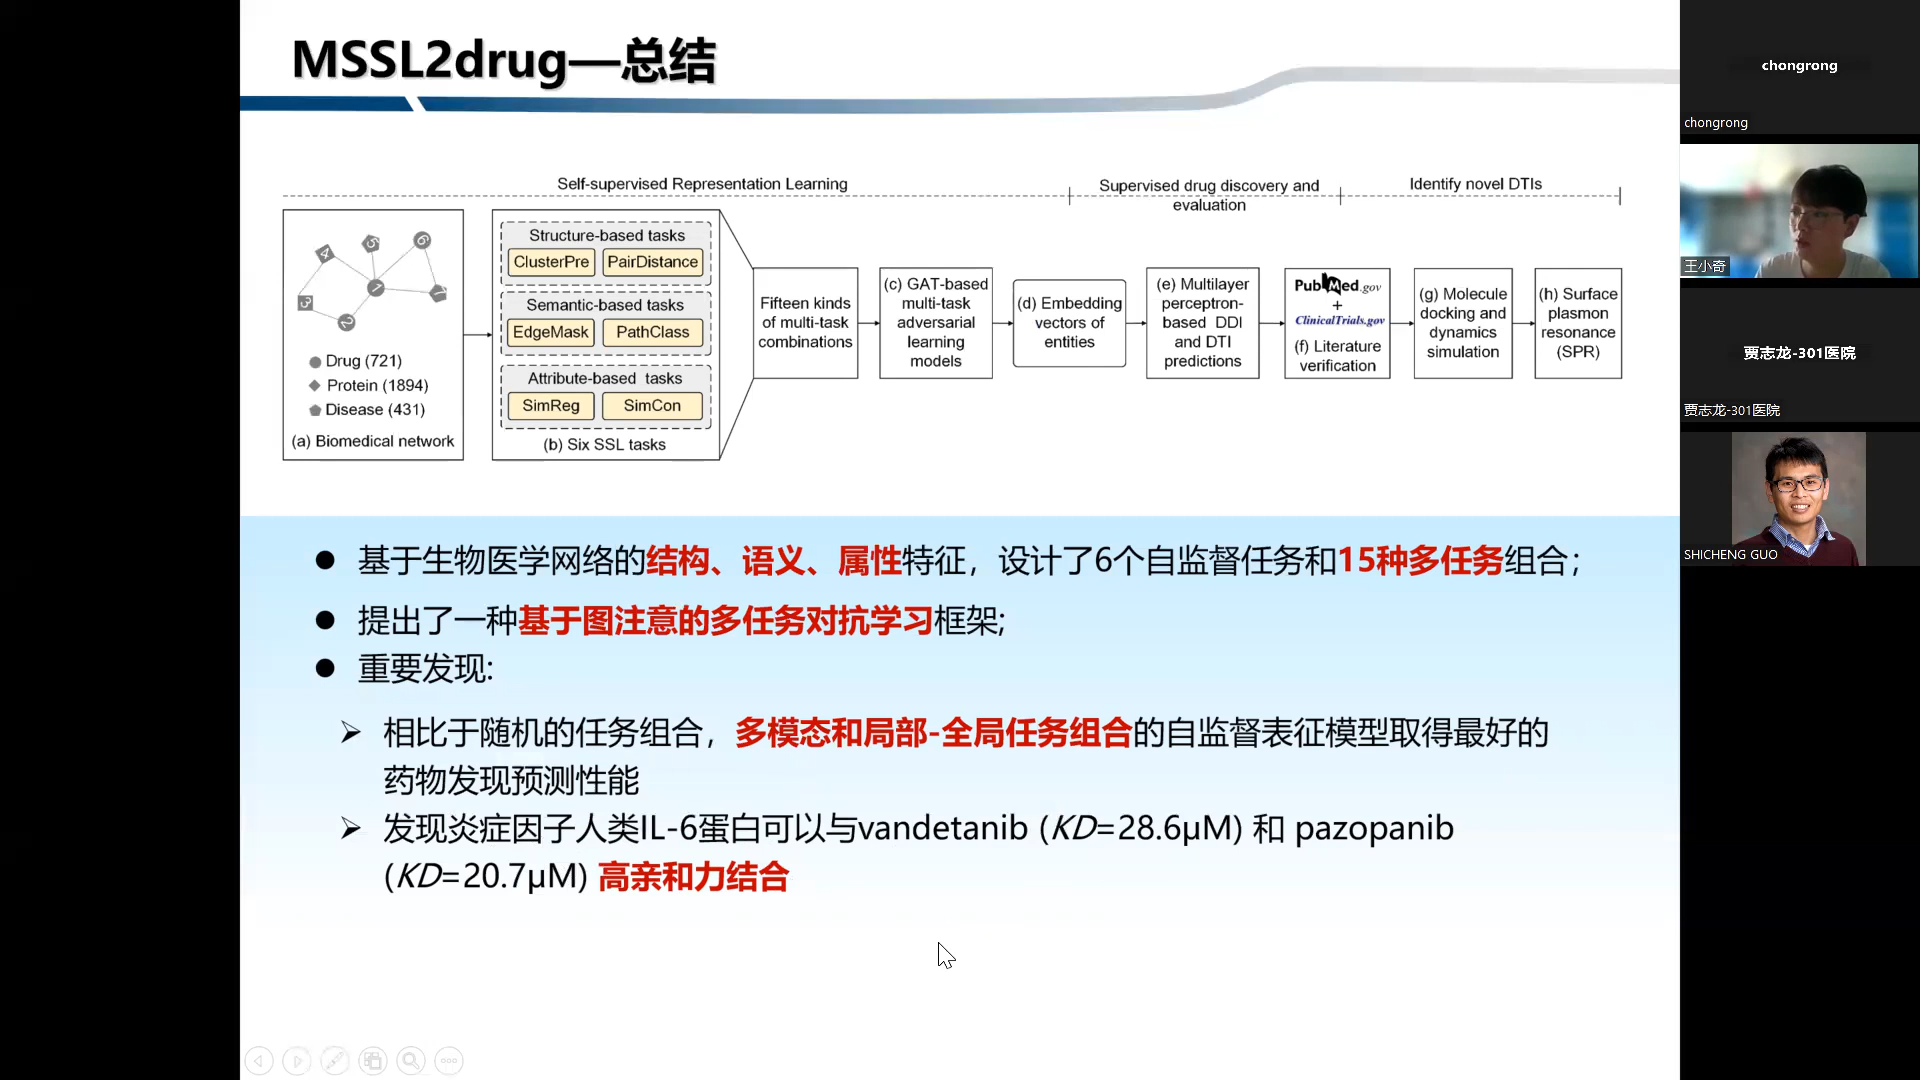 MSSL2drug—总结
Self-supervised Representation Learning
Supervised drug discovery and
evaluation
Identify novel DTIs
4
5
6
3
1
2
Drug (721)
Protein (1894)
Disease (431)
(a) Biomedical network
Structure-based tasks
ClusterPre
PairDistance
Semantic-based tasks
EdgeMask
PathClass
Attribute-based tasks
SimReg
SimCon
(b) Six SSL tasks
Fifteen kinds
of multi-task
combinations
(c) GAT-based
multi-task
adversarial
learning
models
(d) Embedding
vectors of
entities
(e) Multilayer
perceptron-
based DDI
and DTI
predictions
PubMed.gov
+
ClinicalTrials.gov
(f) Literature
verification
(g) Molecule
docking and
dynamics
simulation
(h) Surface
plasmon
resonance
(SPR)
● 基于生物医学网络的结构、语义、属性特征，设计了6个自监督任务和15种多任务组合；
● 提出了一种基于图注意的多任务对抗学习框架;
● 重要发现:
➢ 相比于随机的任务组合，多模态和局部-全局任务组合的自监督表征模型取得最好的
药物发现预测性能
➢ 发现炎症因子人类IL-6蛋白可以与vandetanib (KD=28.6μM) 和 pazopanib
(KD=20.7μM) 高亲和力结合
chongrong
chongrong
王小奇
贾志龙-301医院
贾志龙-301医院
SHICHENG GUO